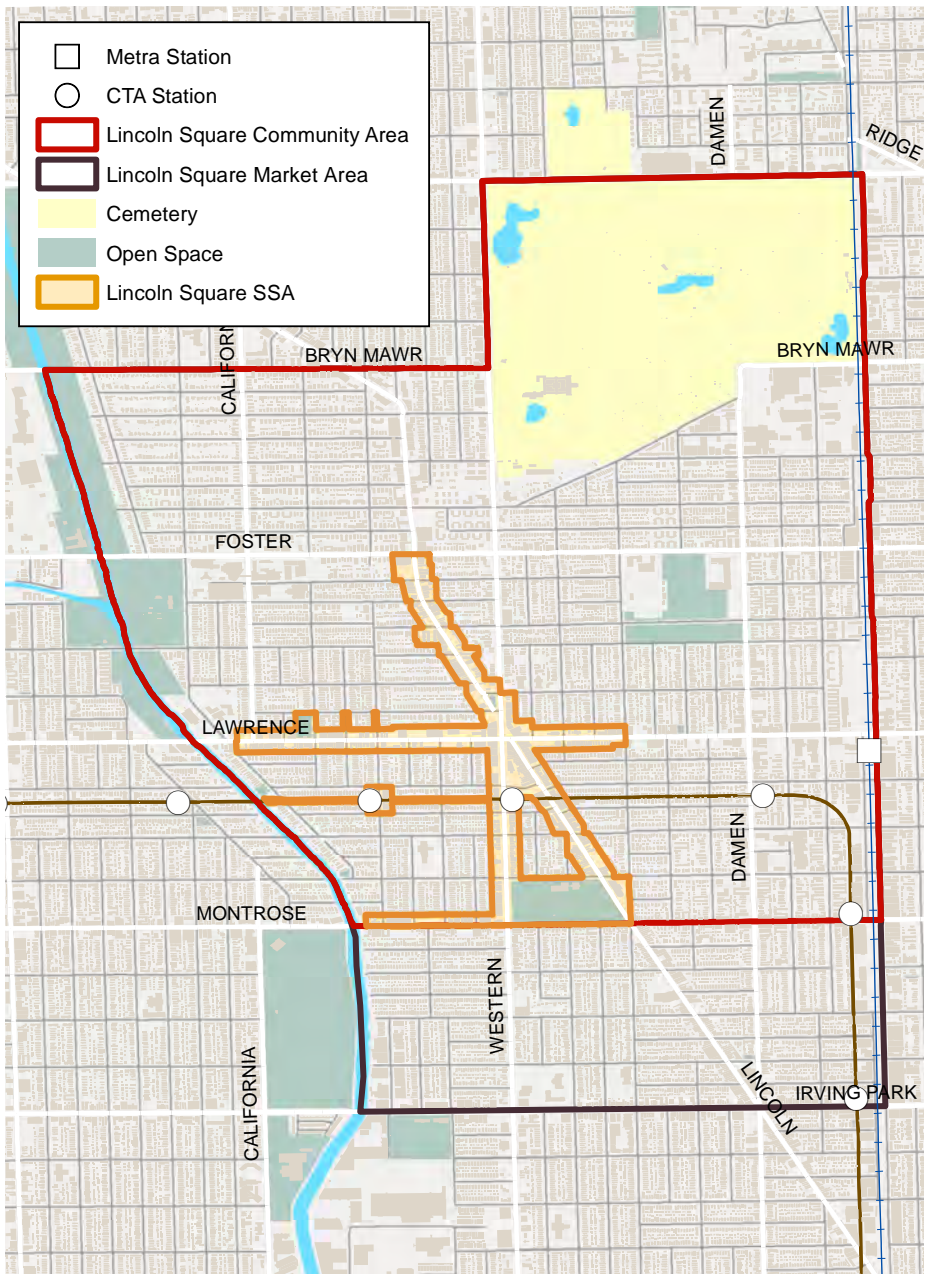 Metra Station
CTA Station
Lincoln Square Community Area
Lincoln Square Market Area
Cemetery
Open Space
Lincoln Square SSA
DAMEN
RIDGE
BRYN MAWR
BRYN MAWR
FOSTER
LAWRENCE
DAMEN
MONTROSE
WESTERN
CALIFORNIA
LINCOLN
IRVING PARK